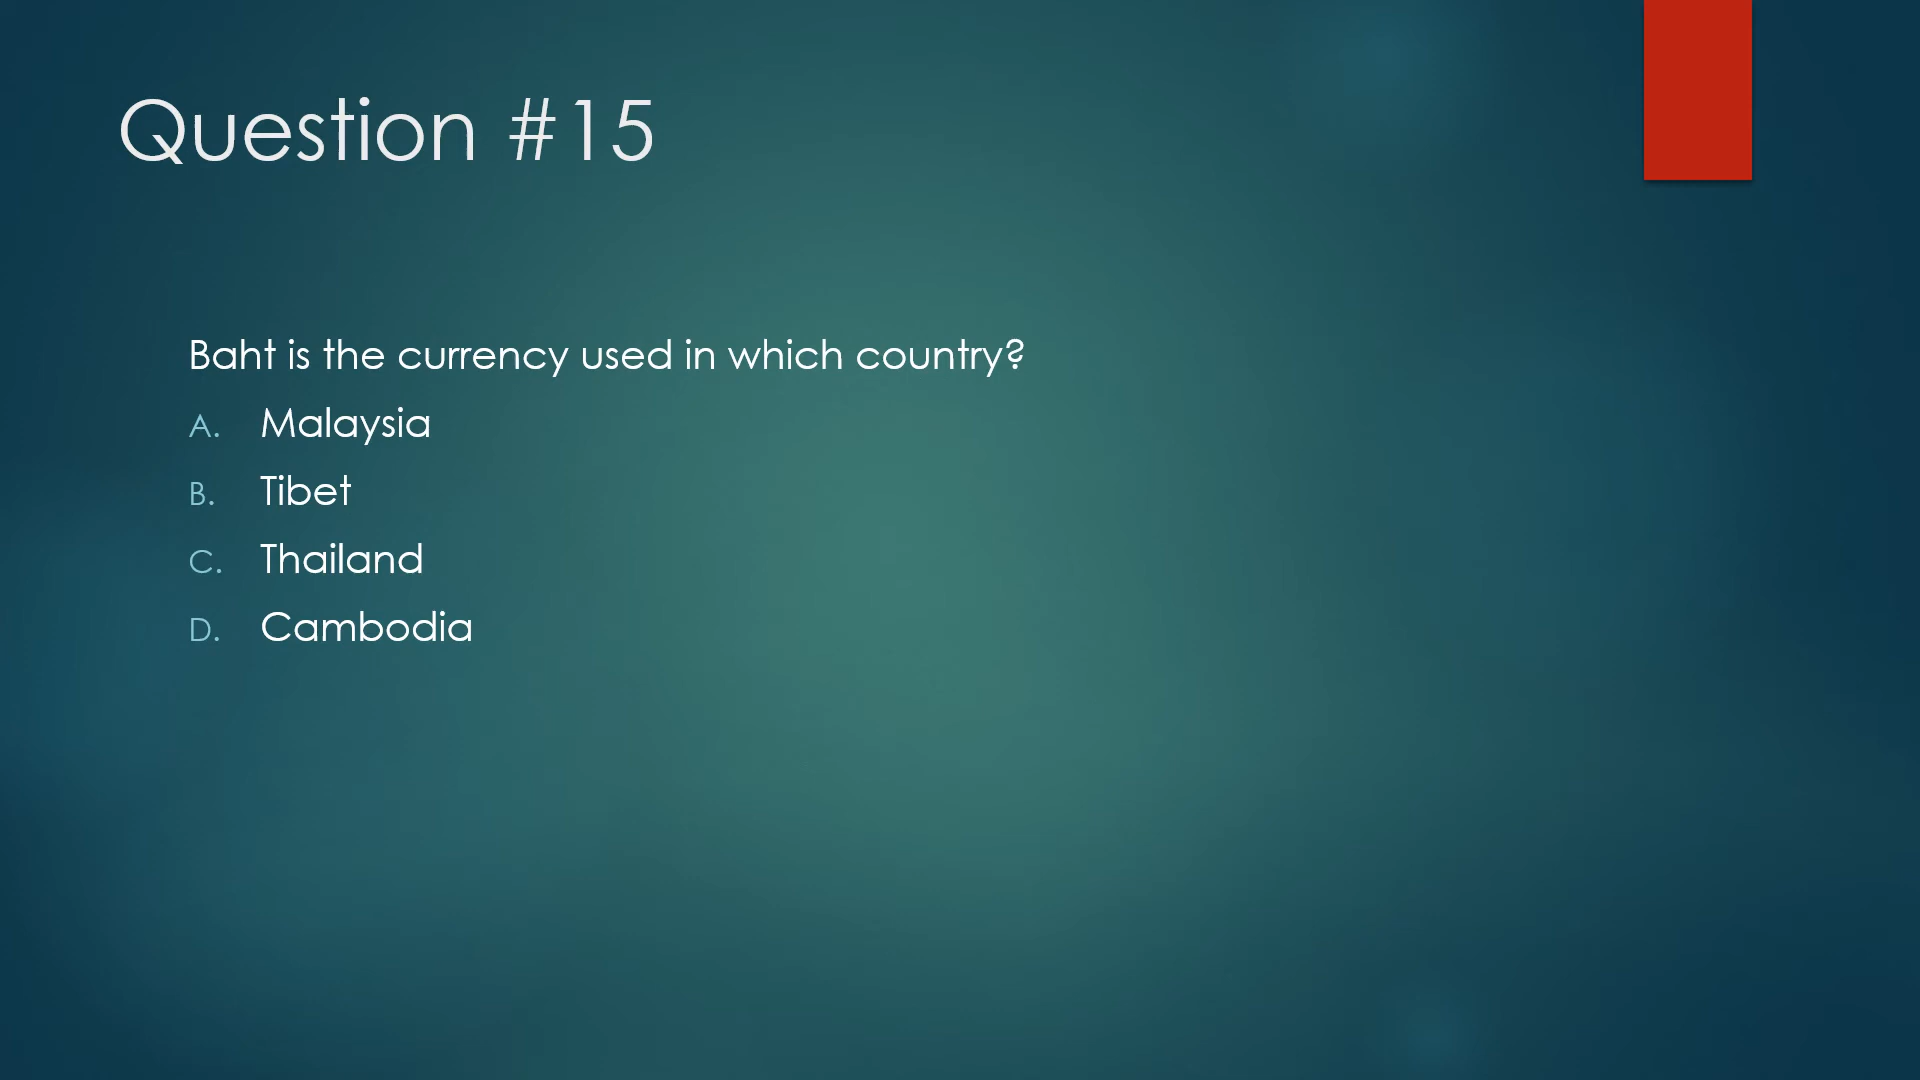 Question #15
Baht is the currency used in which country?
A. Malaysia
B. Tibet
C. Thailand
D. Cambodia